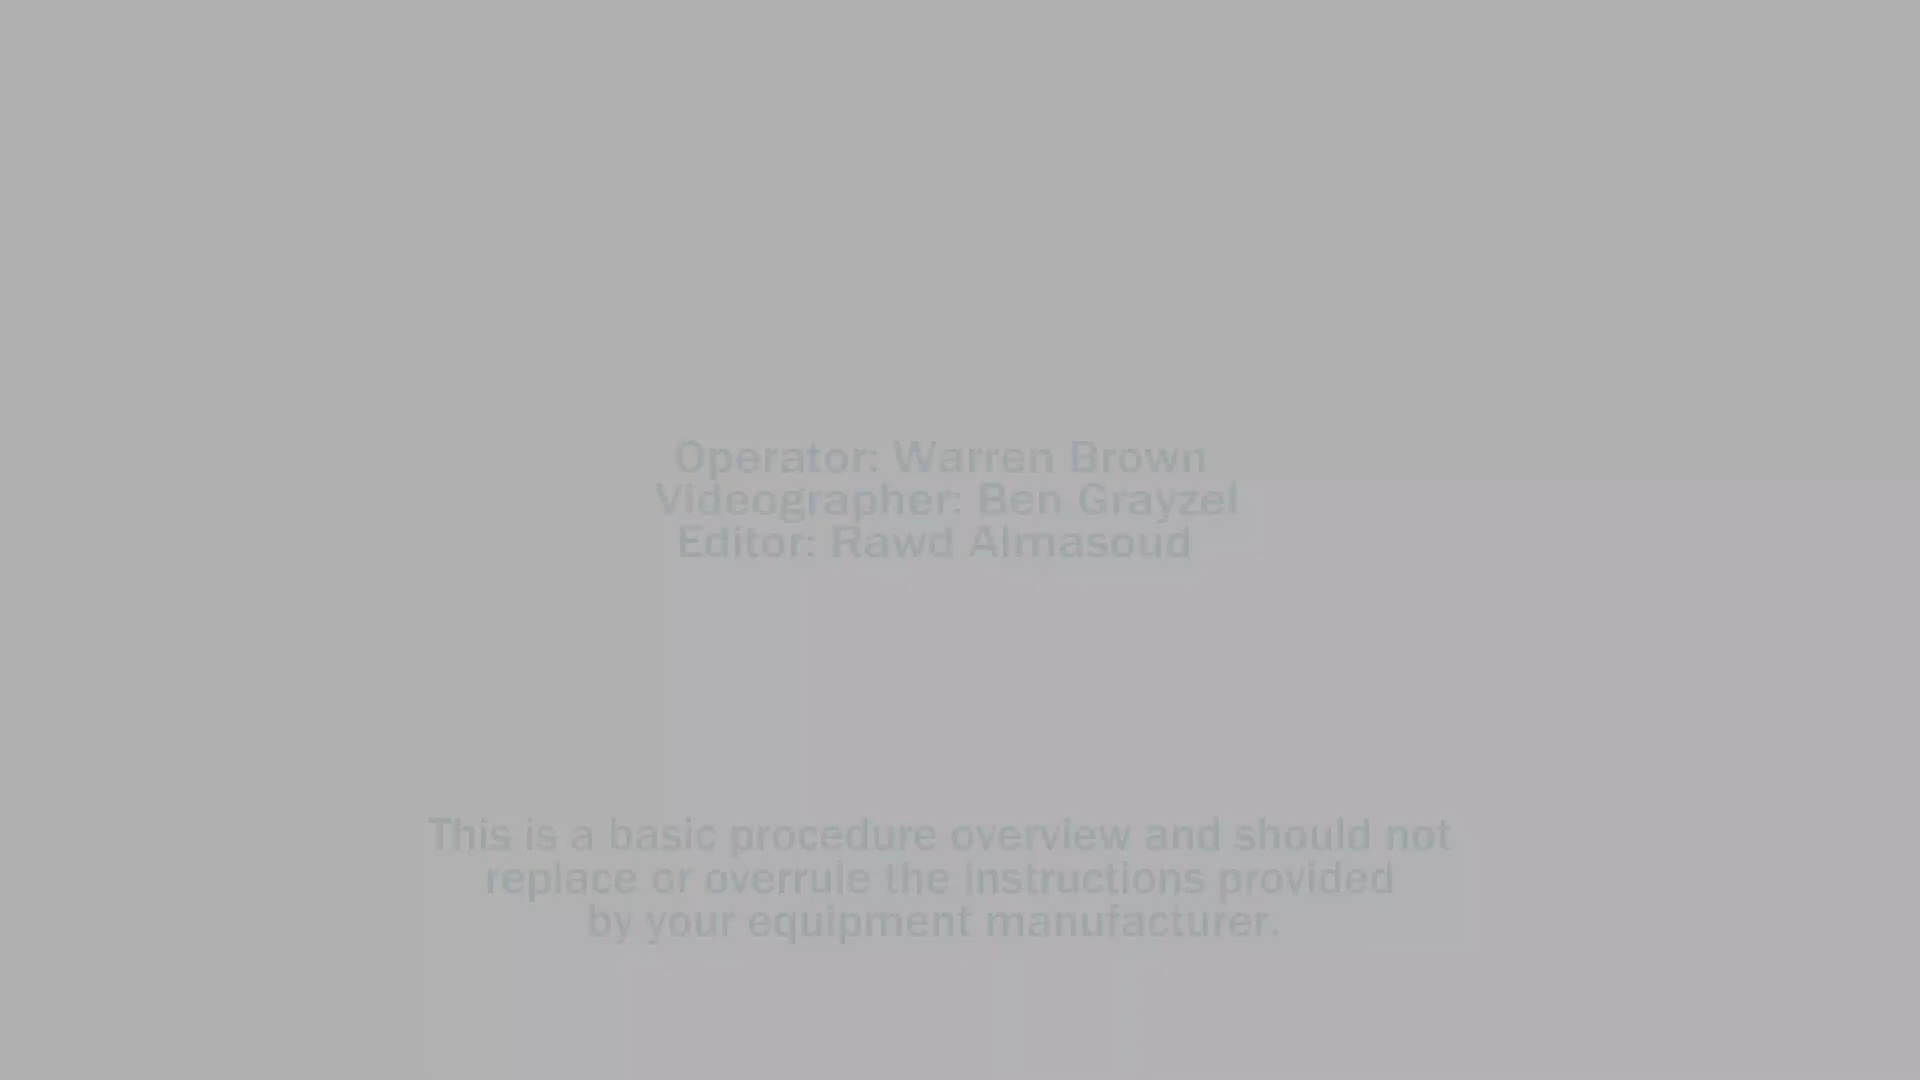 Operator: Warren Brown
Videographer: Ben Grayzel
Editor: Rawd Almasoud
This is a basic procedure overview and should not
replace or overrule the instructions provided
by your equipment manufacturer.